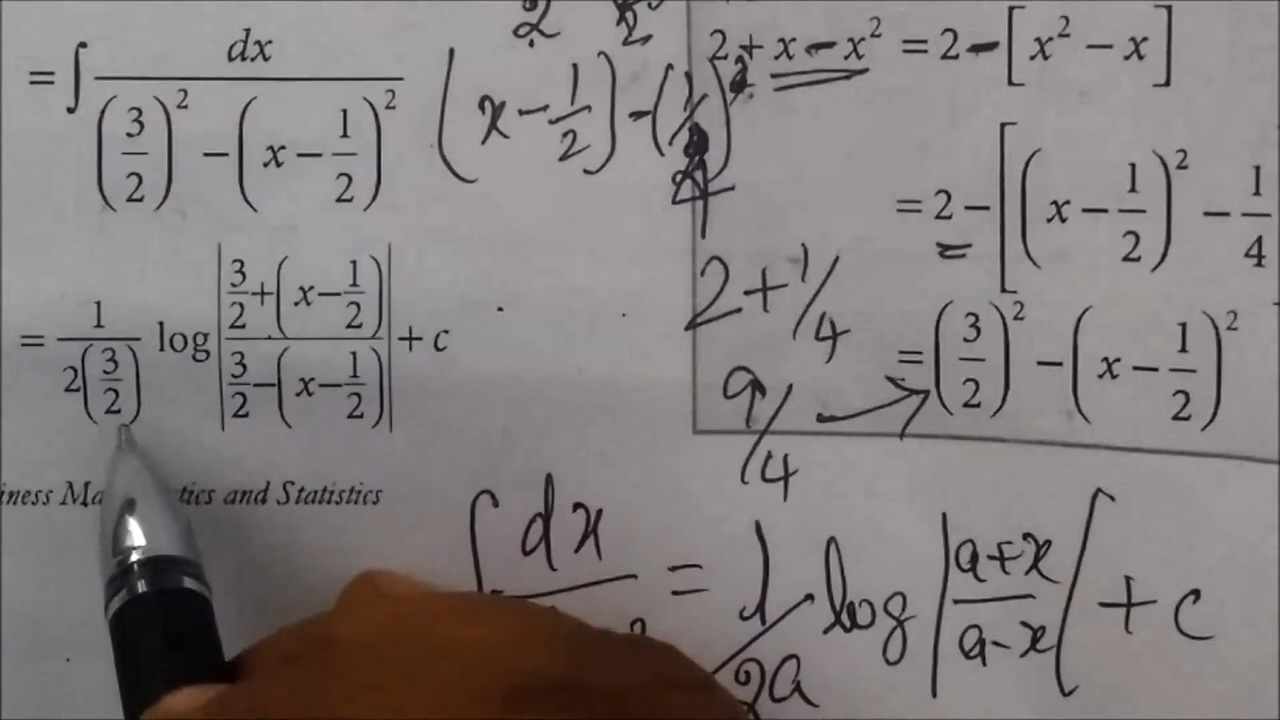 = ∫ dx / ((3/2)² − (x − 1/2)²)
= 1 / (2(3/2)) log |(3/2 + (x − 1/2)) / (3/2 − (x − 1/2))| + c
iness Ma tics and Statistics
(x − 1/2) − (1/
2 + x − x² = 2 − [x² − x]
= 2 − [(x − 1/2)² − 1/4
= (3/2)² − (x − 1/2)²
2 + 1/4
9/4
∫ dx = 1/2a log |a+x / a−x| + c